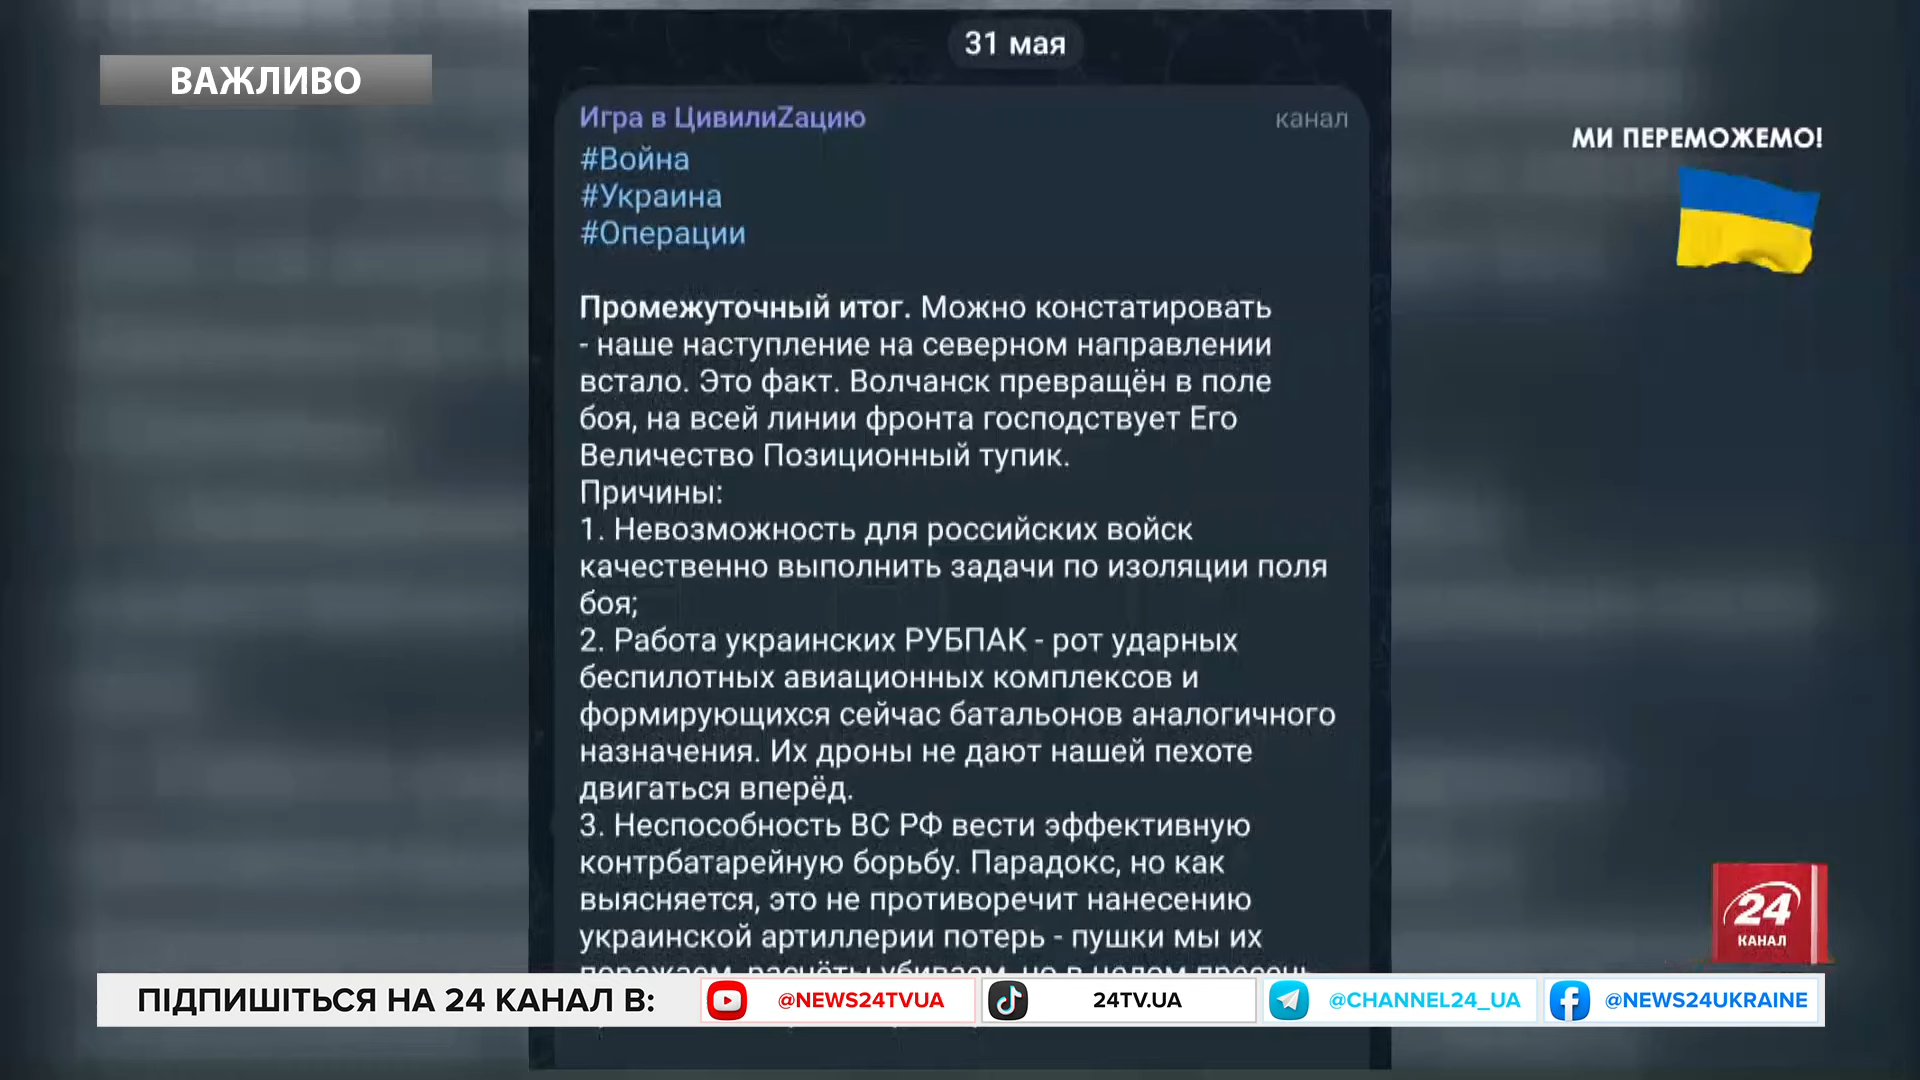 ВАЖЛИВО
31 мая
МИ ПЕРЕМОЖЕМО!
Игра в ЦивилиZацию
канал
#Война
#Украина
#Операции
Промежуточный итог. Можно констатировать
- наше наступление на северном направлении
встало. Это факт. Волчанск превращён в поле
боя, на всей линии фронта господствует Его
Величество Позиционный тупик.
Причины:
1. Невозможность для российских войск
качественно выполнить задачи по изоляции поля
боя;
2. Работа украинских РУБПАК - рот ударных
беспилотных авиационных комплексов и
формирующихся сейчас батальонов аналогичного
назначения. Их дроны не дают нашей пехоте
двигаться вперёд.
3. Неспособность ВС РФ вести эффективную
контрбатарейную борьбу. Парадокс, но как
выясняется, это не противоречит нанесению
украинской артиллерии потерь - пушки мы их
поражаем, расчёты убиваем, но в целом
24
КАНАЛ
ПІДПИШІТЬСЯ НА 24 КАНАЛ В:
@NEWS24TVUA
24TV.UA
@CHANNEL24_UA
@NEWS24UKRAINE